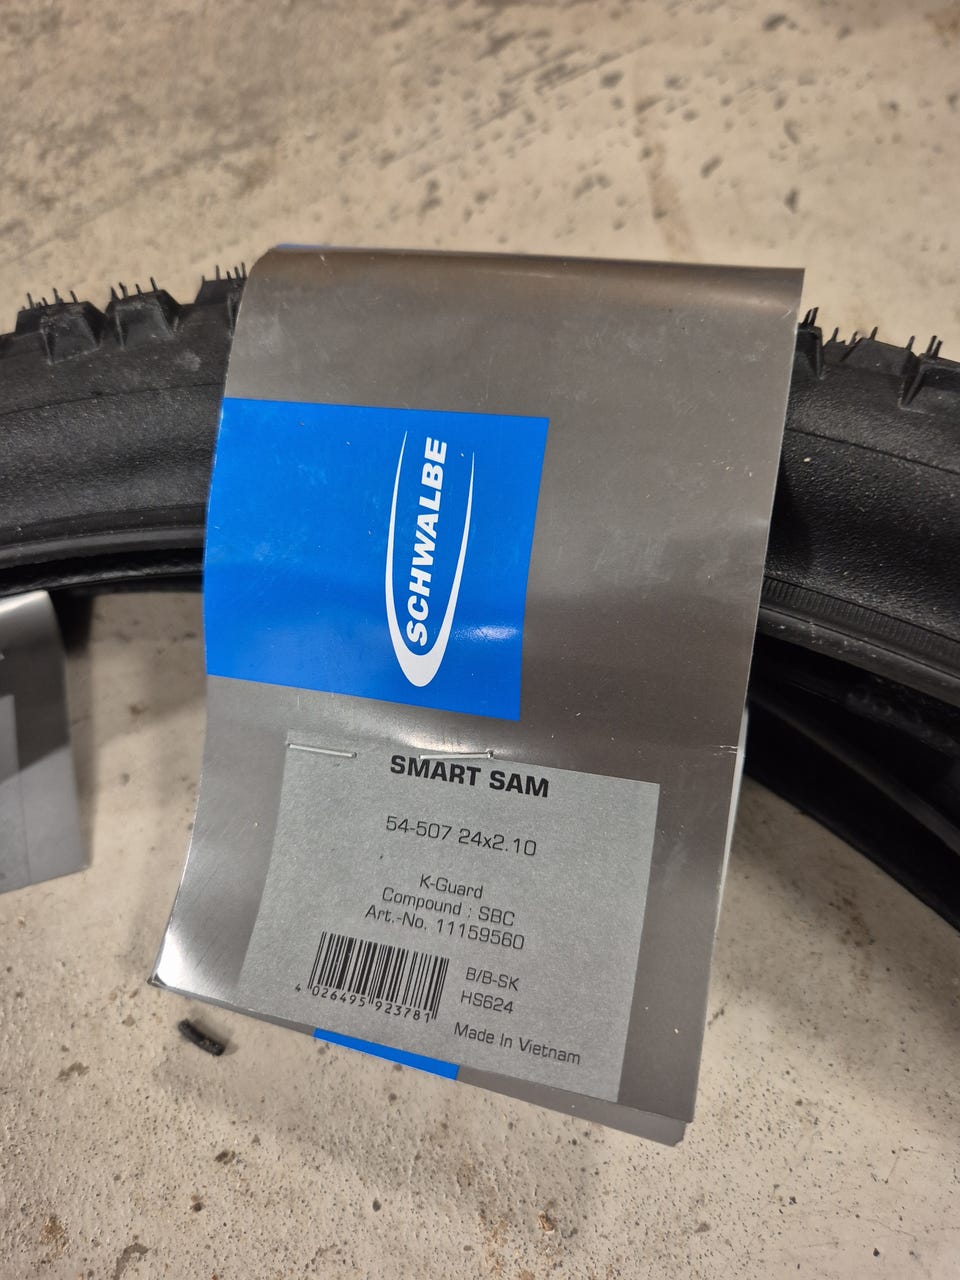 SCHWALBE
SMART SAM
54-507 24x2.10
K-Guard
Compound : SBC
Art.-No. 11159560
4 026495 923781
B/B-SK
HS624
Made In Vietnam